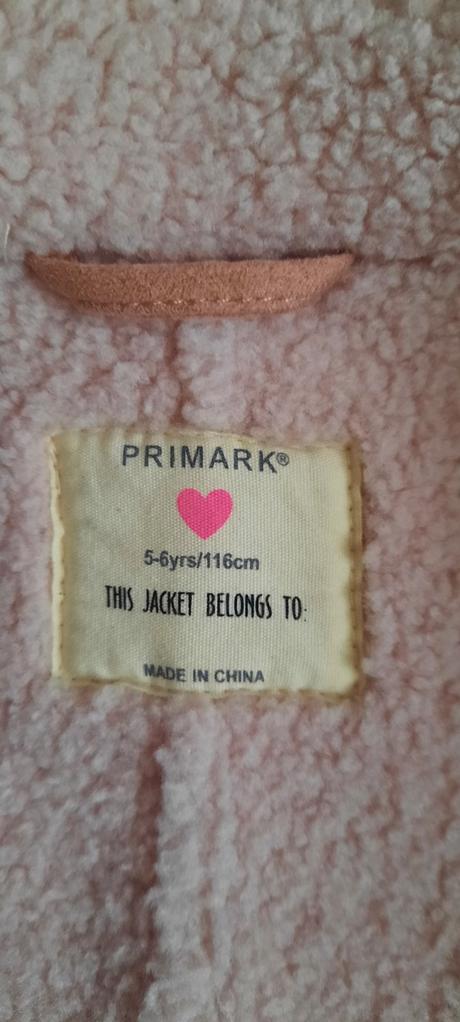 PRIMARK®
5-6yrs/116cm
THIS JACKET BELONGS TO:
MADE IN CHINA